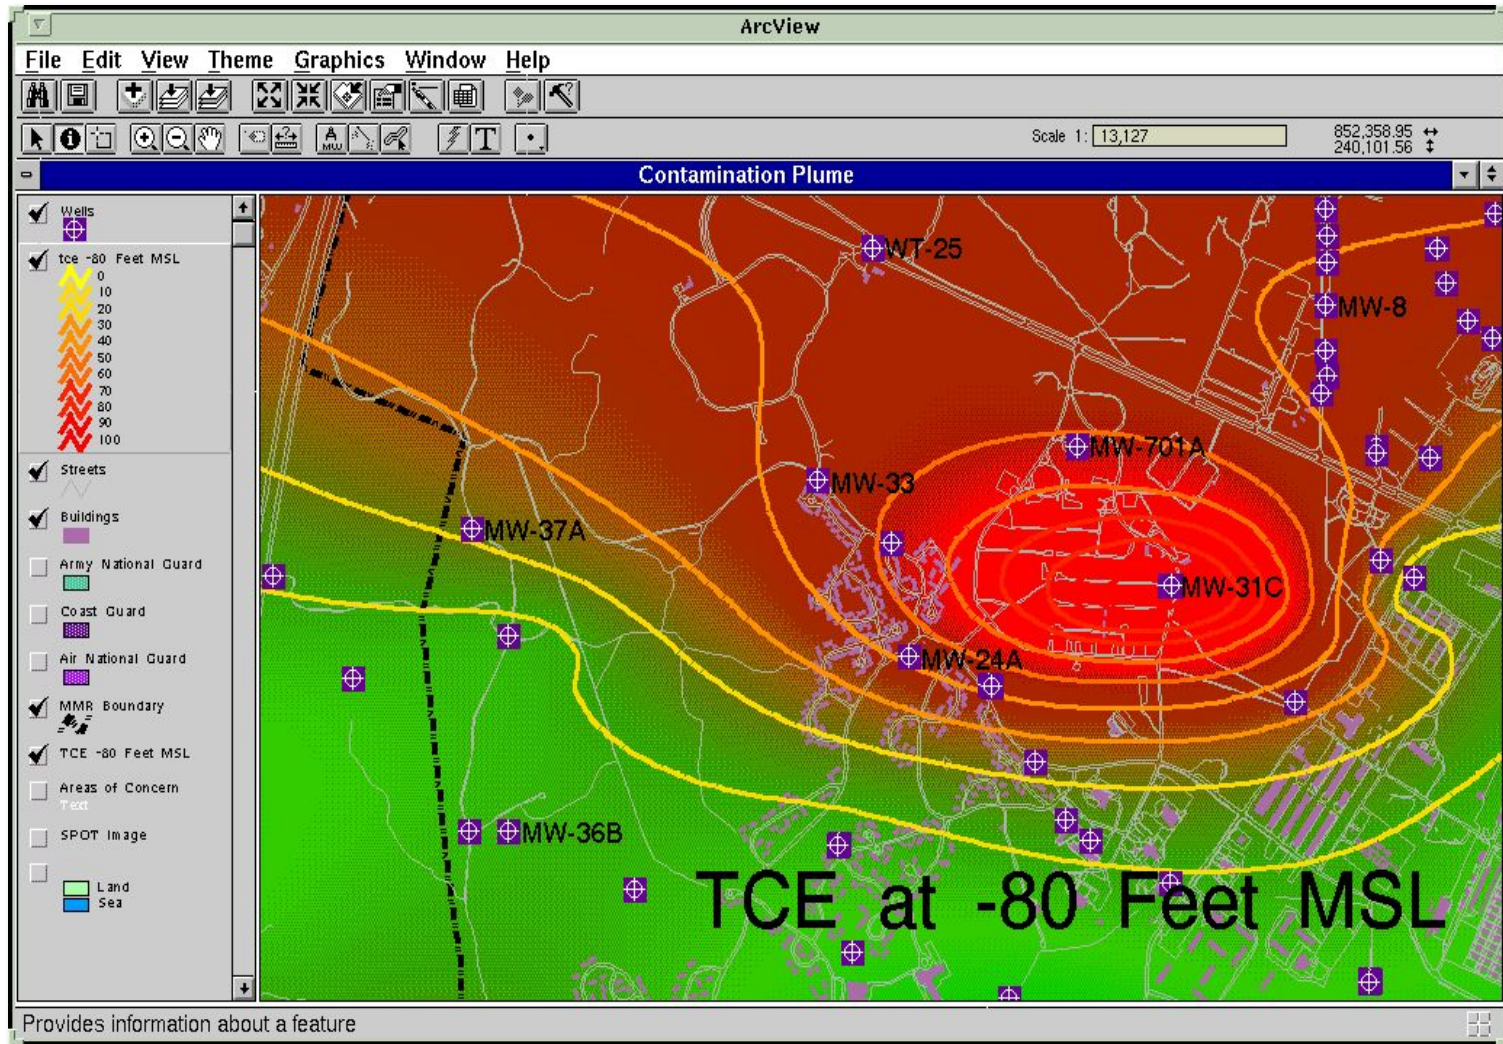 ArcView
File Edit View Theme Graphics Window Help
A
MW
T
Scale 1: 13,127
852,358.95
240,101.56
Contamination Plume
Wells
tce -80 Feet MSL
0
10
20
30
40
50
60
70
80
90
100
Streets
Buildings
Army National Guard
Coast Guard
Air National Guard
MMR Boundary
TCE -80 Feet MSL
Areas of Concern
Text
SPOT Image
Land
Sea
WT-25
MW-8
MW-701A
MW-33
MW-37A
MW-31C
MW-24A
MW-36B
TCE at -80 Feet MSL
Provides information about a feature